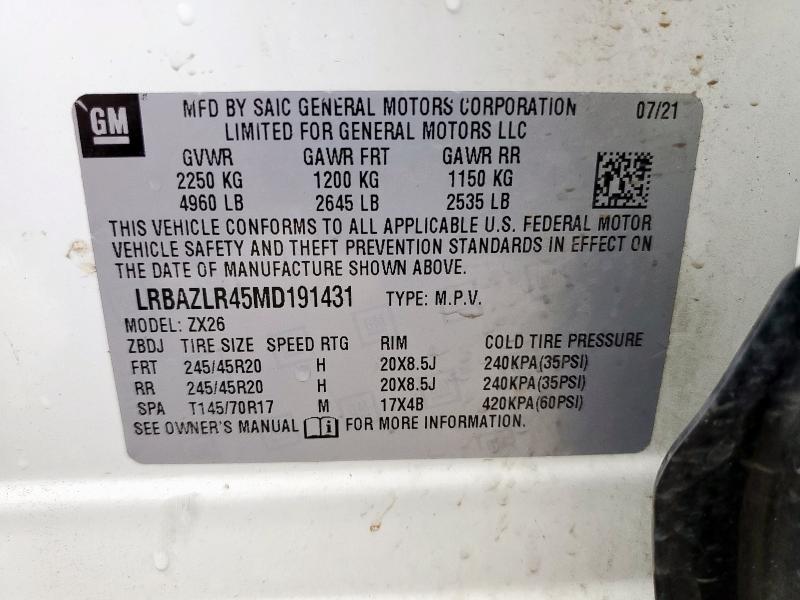 GM
MFD BY SAIC GENERAL MOTORS CORPORATION 07/21
LIMITED FOR GENERAL MOTORS LLC
GVWR GAWR FRT GAWR RR
2250 KG 1200 KG 1150 KG
4960 LB 2645 LB 2535 LB
THIS VEHICLE CONFORMS TO ALL APPLICABLE U.S. FEDERAL MOTOR
VEHICLE SAFETY AND THEFT PREVENTION STANDARDS IN EFFECT ON
THE DATE OF MANUFACTURE SHOWN ABOVE.
LRBAZLR45MD191431 TYPE: M.P.V.
MODEL: ZX26
ZBDJ TIRE SIZE SPEED RTG RIM COLD TIRE PRESSURE
FRT 245/45R20 H 20X8.5J 240KPA(35PSI)
RR 245/45R20 H 20X8.5J 240KPA(35PSI)
SPA T145/70R17 M 17X4B 420KPA(60PSI)
SEE OWNER'S MANUAL FOR MORE INFORMATION.